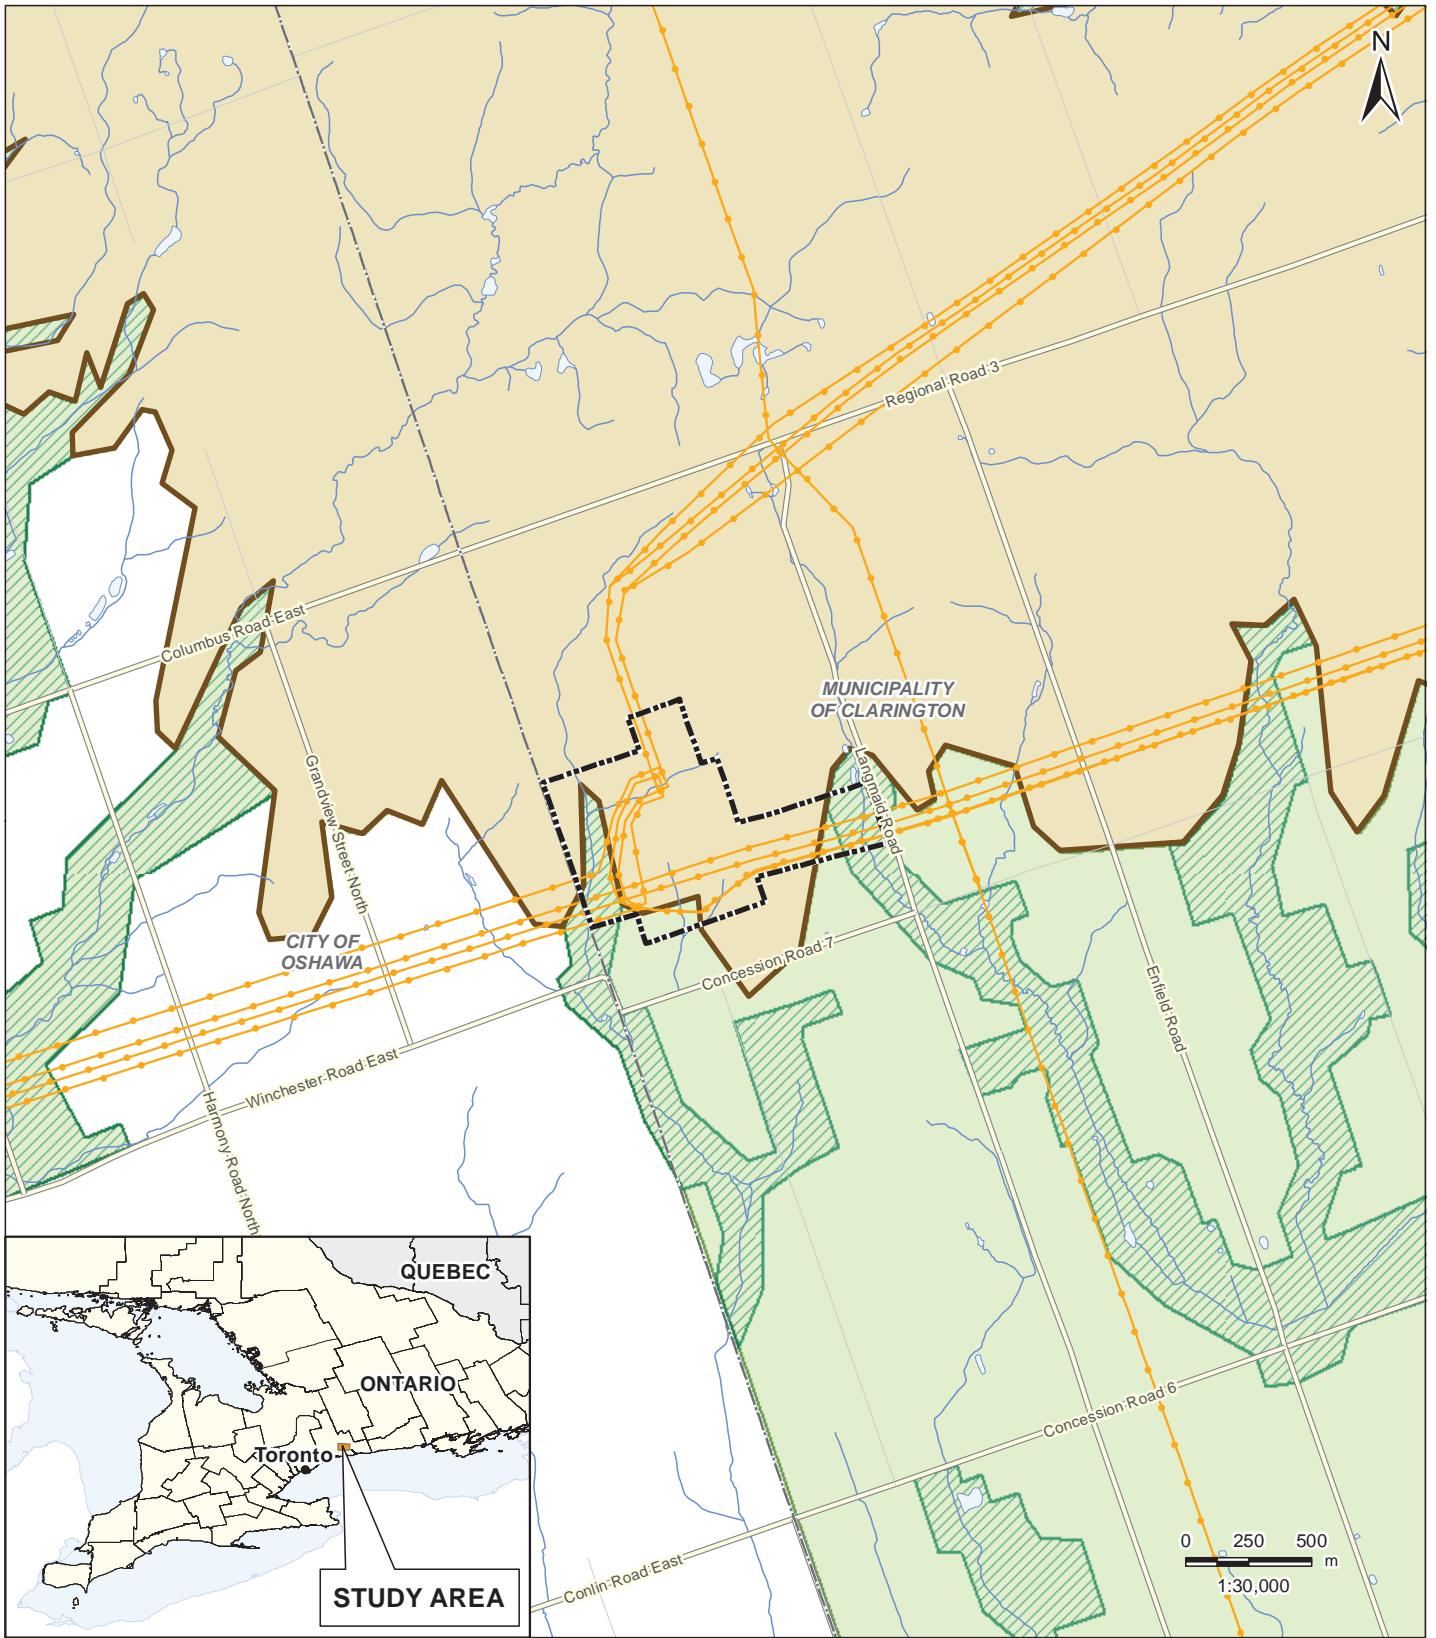 N
Regional Road 3
Columbus Road East
MUNICIPALITY
OF CLARINGTON
Langmaid Road
Grandview Street North
CITY OF
OSHAWA
Concession Road 7
Enfield Road
Winchester Road East
Harmony Road North
QUEBEC
ONTARIO
Toronto
STUDY AREA
Concession Road 6
Conlin Road East
0 250 500
m
1:30,000